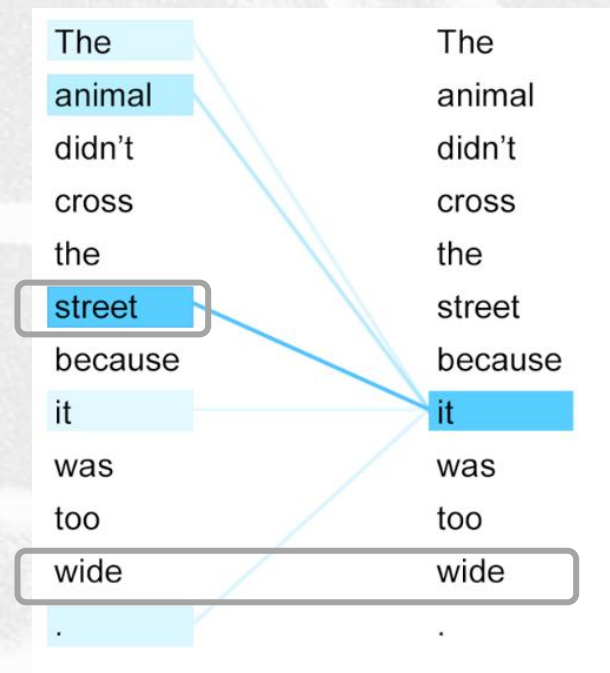 The The
animal animal
didn't didn't
cross cross
the the
street street
because because
it it
was was
too too
wide wide
. .